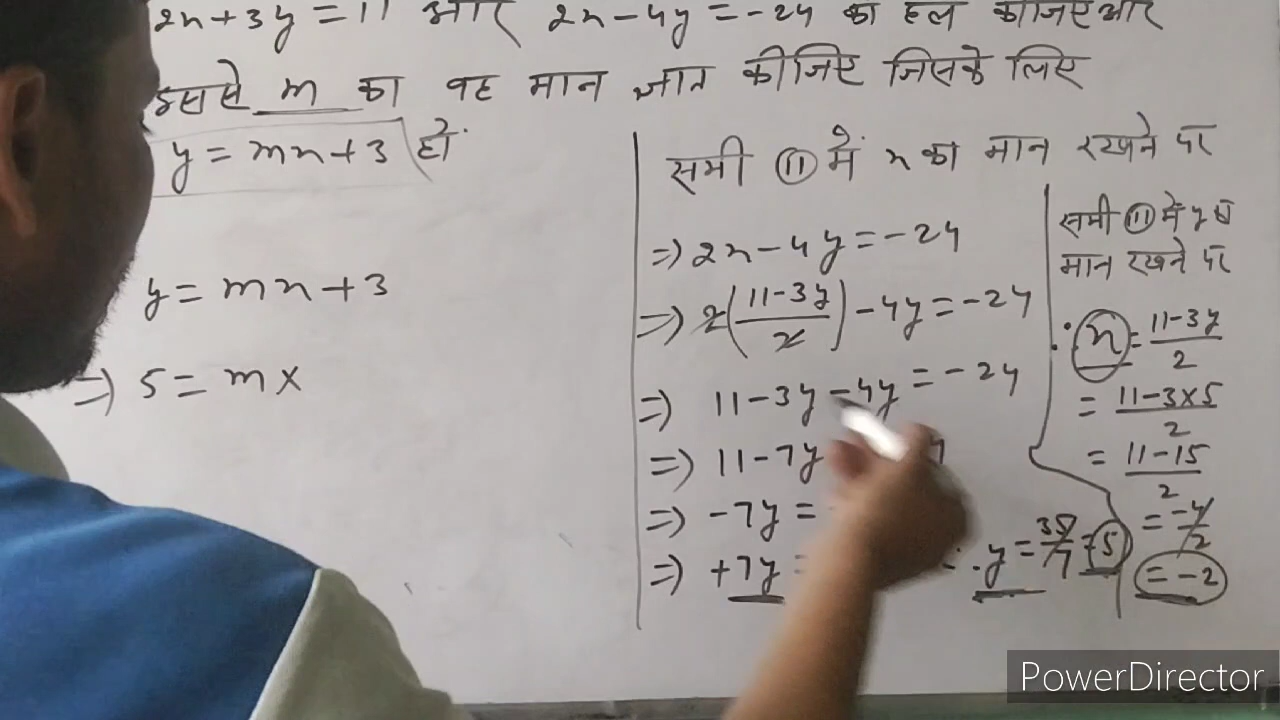 2x+3y=11 और 2x-4y=-24 का हल कीजिए और
इससे m का वह मान ज्ञात कीजिए जिसके लिए
y=mx+3 हो.
y=mx+3
=> 5=mx
समी (11) में x का मान रखने पर
=> 2x-4y=-24
=> 2(11-3y/2)-4y=-24
=> 11-3y-4y=-24
=> 11-7y
=> -7y=
=> +7y=
∴ y=35/7=5
समी (11) में y का
मान रखने पर
∴ x=11-3y/2
=11-3×5/2
=11-15/2
=-4/2
=-2
PowerDirector